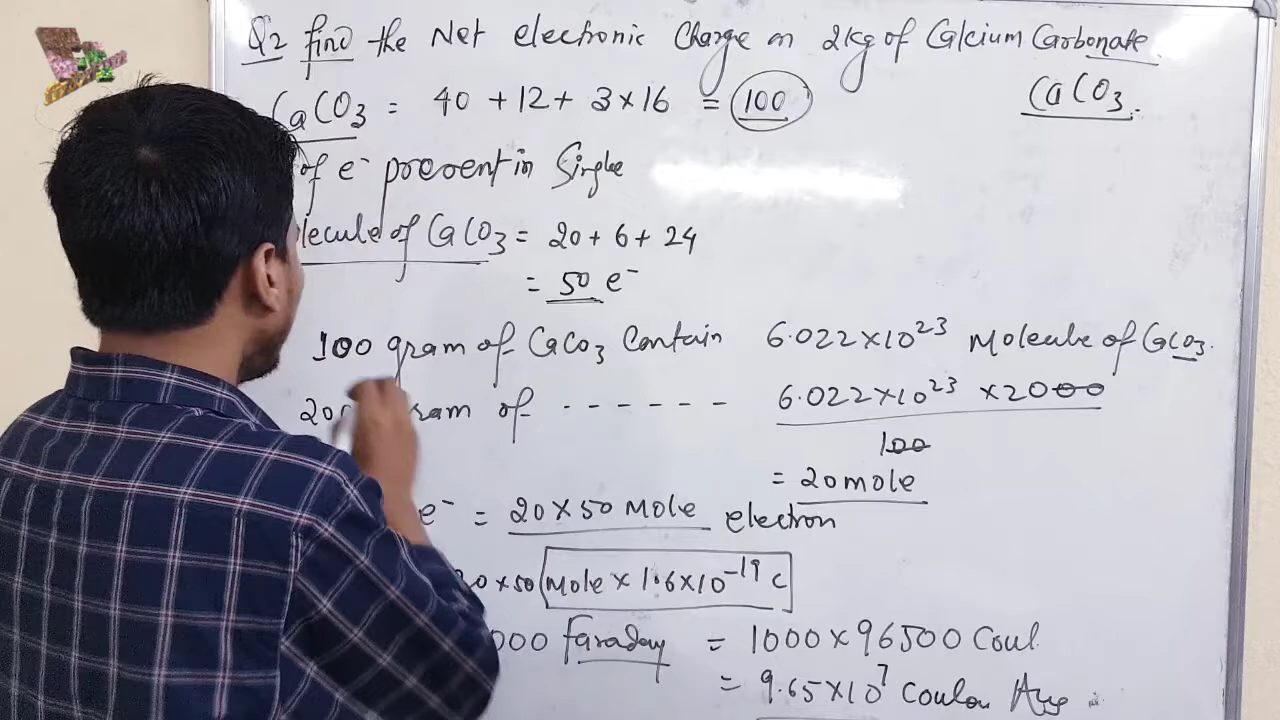 Q2 find the Net electronic Charge on 2kg of Calcium Carbonate
CaCO3 = 40 + 12 + 3 x 16 = 100 CaCO3.
of e- present in Single
lecule of CaCO3 = 20 + 6 + 24
= 50 e-
100 gram of CaCO3 Contain 6.022 x 10^23 Molecule of CaCO3.
200 gram of - - - - - - 6.022 x 10^23 x 2000
100
= 20 mole
e- = 20 x 50 Mole electron
20 x 50 mole x 1.6 x 10^-19 C
000 faraday = 1000 x 96500 Coul.
= 9.65 x 10^7 Coulon Ans